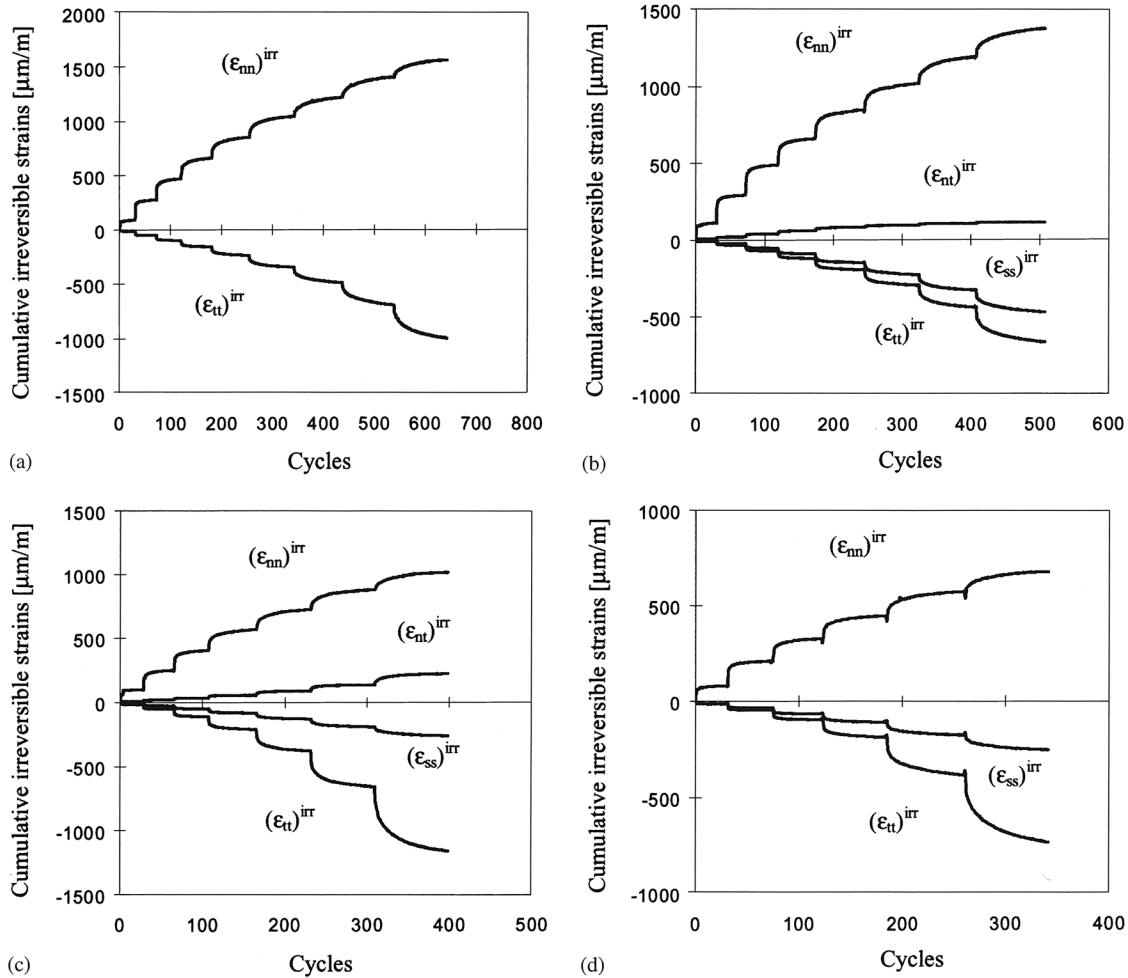 Cumulative irreversible strains [μm/m]
2000
1500
1000
500
0
-500
-1000
-1500
(εnn)^irr
(εtt)^irr
0 100 200 300 400 500 600 700 800
Cycles
(a)
Cumulative irreversible strains [μm/m]
1500
1000
500
0
-500
-1000
(εnn)^irr
(εnt)^irr
(εss)^irr
(εtt)^irr
0 100 200 300 400 500 600
Cycles
(b)
Cumulative irreversible strains [μm/m]
1500
1000
500
0
-500
-1000
-1500
(εnn)^irr
(εnt)^irr
(εss)^irr
(εtt)^irr
0 100 200 300 400 500
Cycles
(c)
Cumulative irreversible strains [μm/m]
1000
500
0
-500
-1000
(εnn)^irr
(εss)^irr
(εtt)^irr
0 100 200 300 400
Cycles
(d)